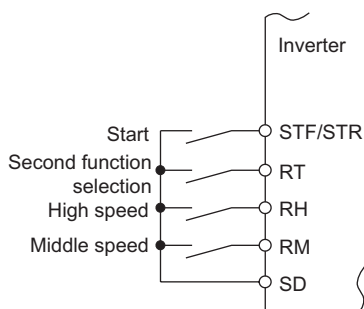 Inverter
Start
STF/STR
Second function
selection
RT
High speed
RH
Middle speed
RM
SD